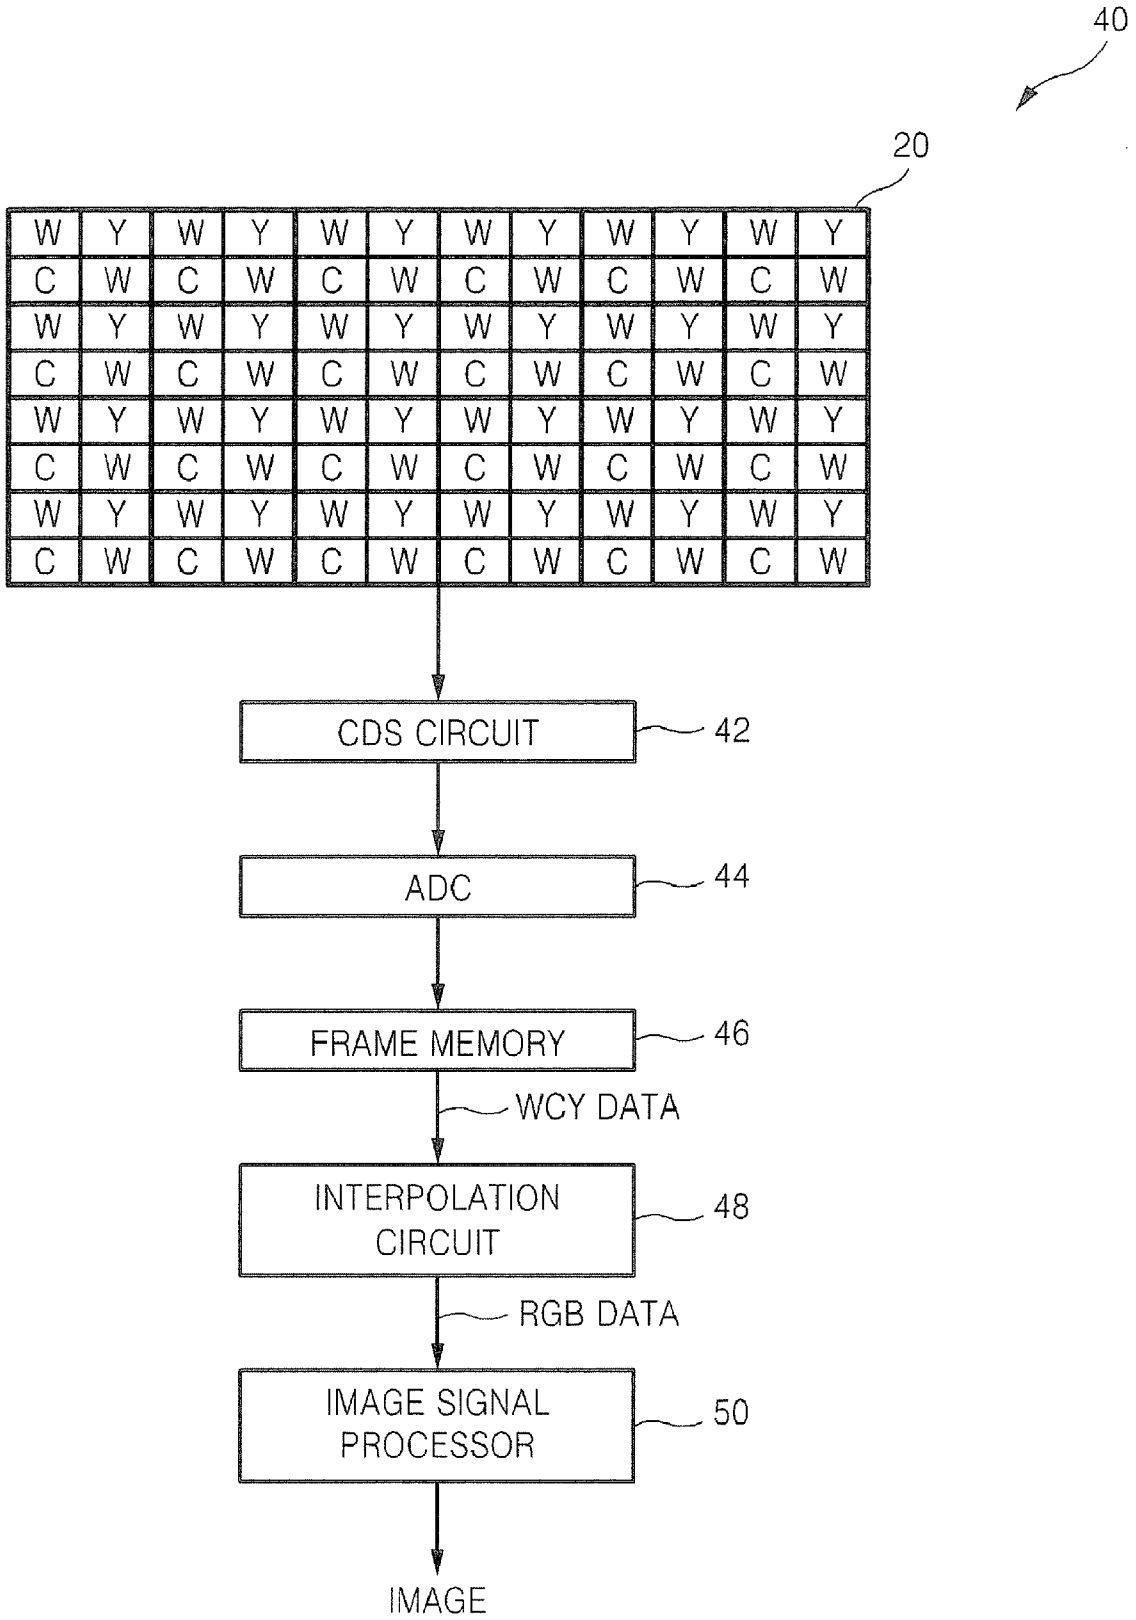 40
20
W Y W Y W Y W Y W Y W Y
C W C W C W C W C W C W
W Y W Y W Y W Y W Y W Y
C W C W C W C W C W C W
W Y W Y W Y W Y W Y W Y
C W C W C W C W C W C W
W Y W Y W Y W Y W Y W Y
C W C W C W C W C W C W
CDS CIRCUIT 42
ADC 44
FRAME MEMORY 46
WCY DATA
INTERPOLATION
CIRCUIT
48
RGB DATA
IMAGE SIGNAL
PROCESSOR
50
IMAGE